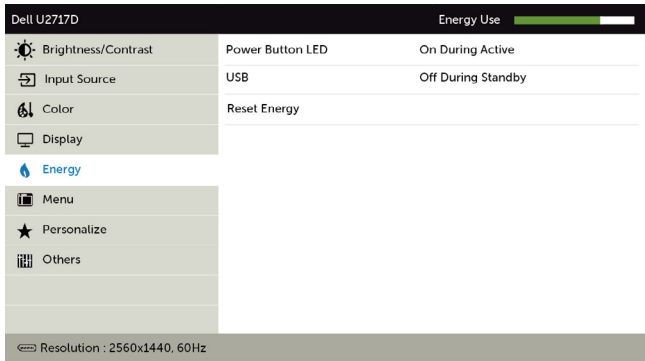 Dell U2717D Energy Use
Brightness/Contrast Power Button LED On During Active
Input Source USB Off During Standby
Color Reset Energy
Display
Energy
Menu
Personalize
Others
Resolution : 2560x1440, 60Hz